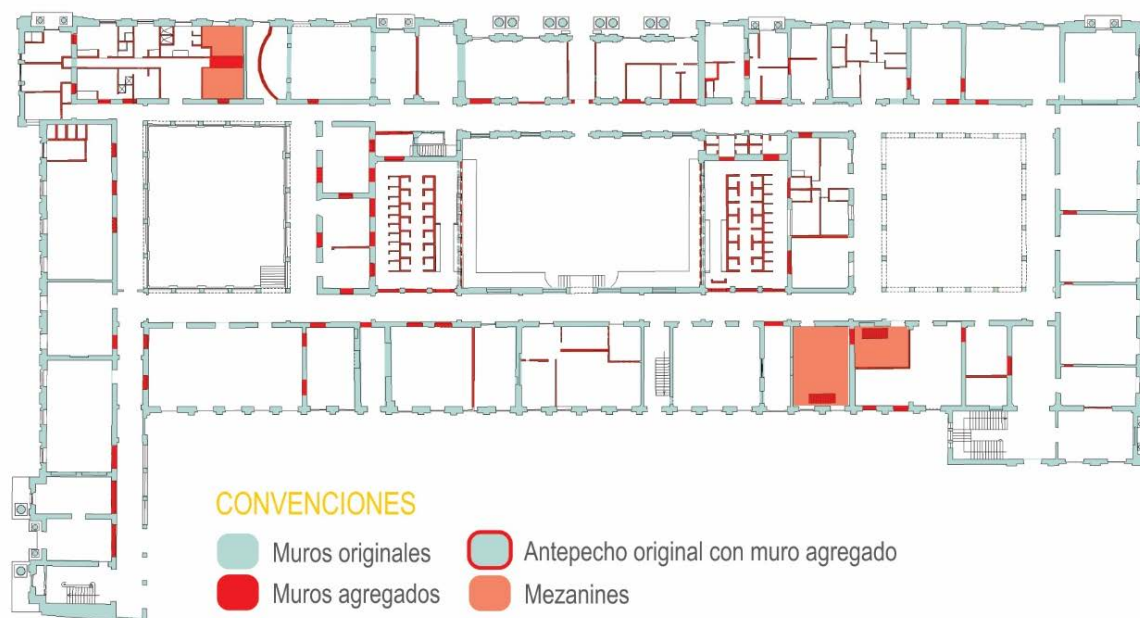 CONVENCIONES
Muros originales
Antepecho original con muro agregado
Muros agregados
Mezanines